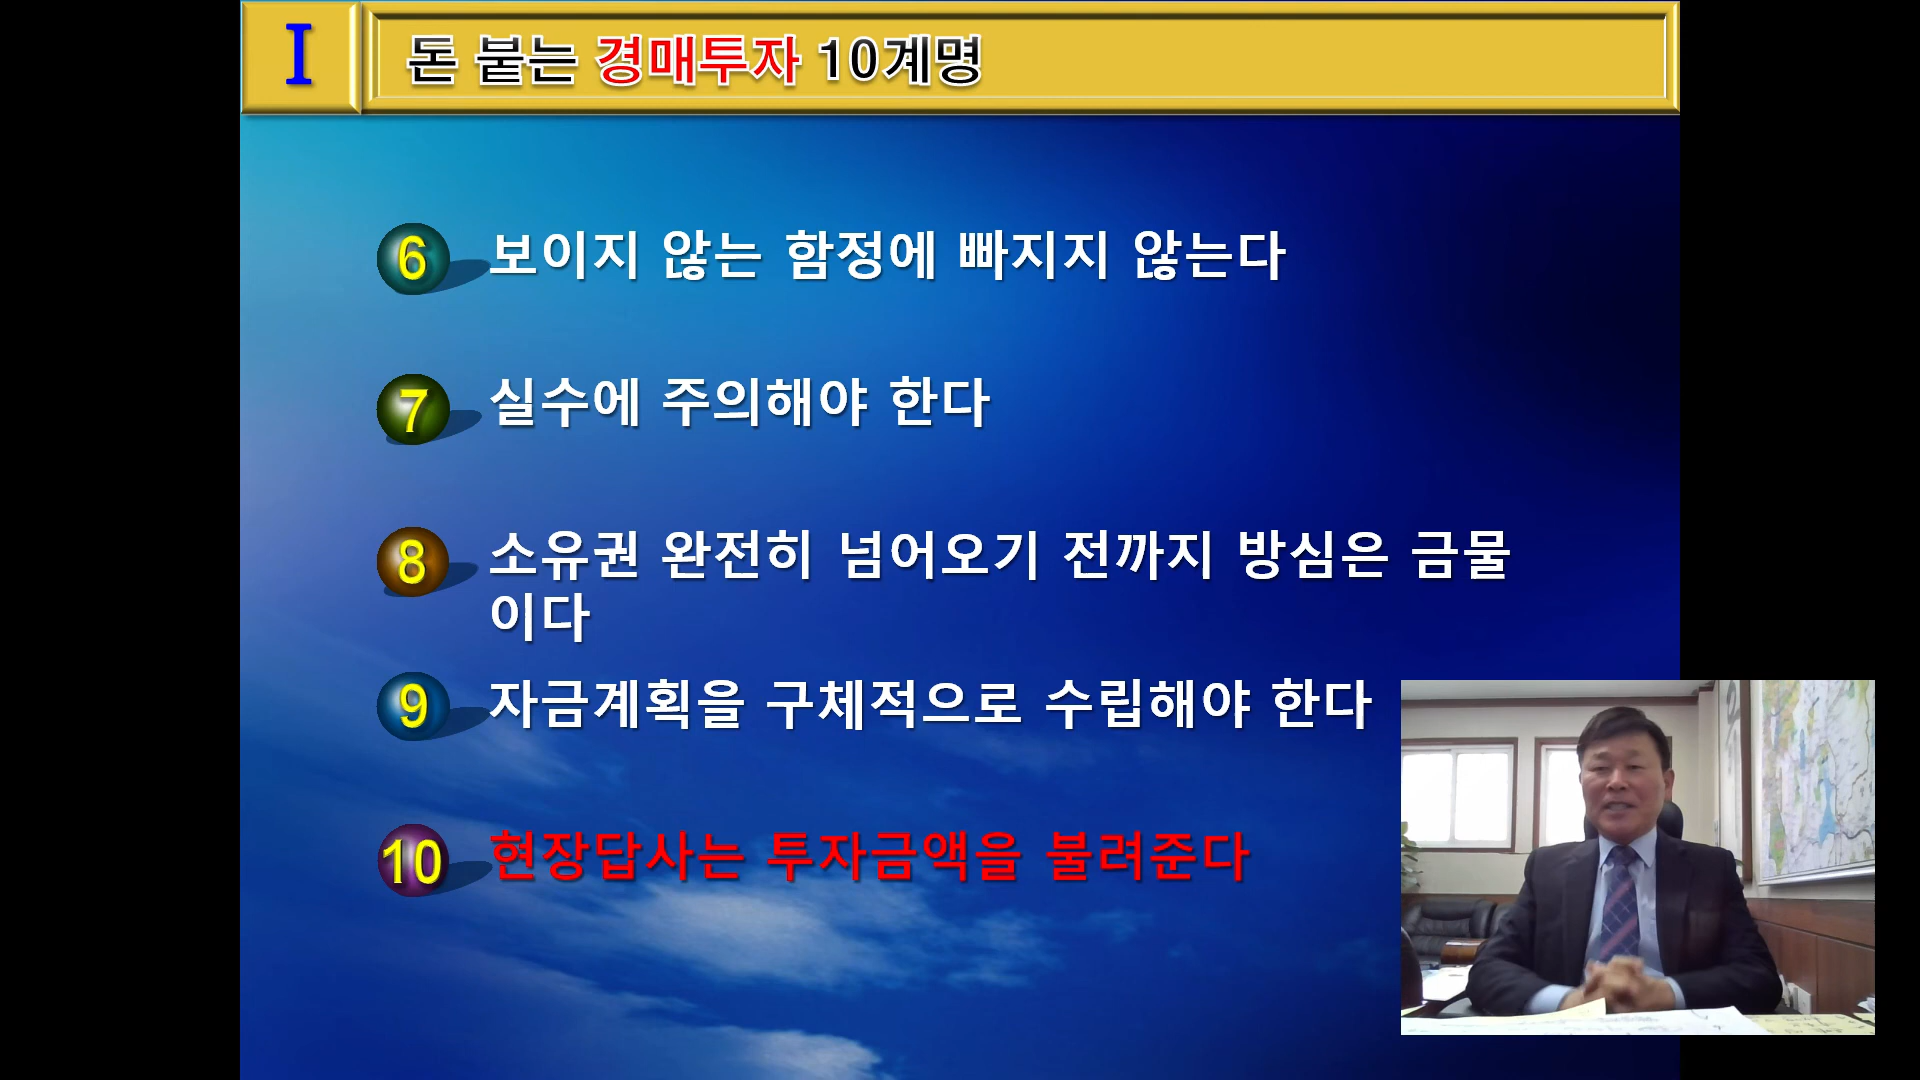 I
돈 붙는 경매투자 10계명
6 보이지 않는 함정에 빠지지 않는다
7 실수에 주의해야 한다
8 소유권 완전히 넘어오기 전까지 방심은 금물
이다
9 자금계획을 구체적으로 수립해야 한다
10 현장답사는 투자금액을 불려준다